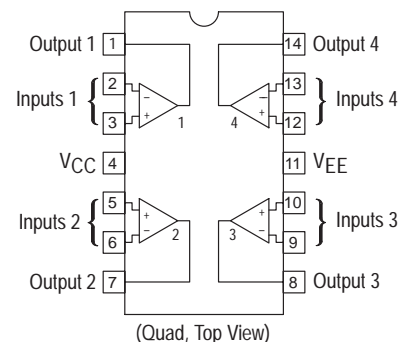 Output 1 1 14 Output 4
Inputs 1 { 2 − − 13 } Inputs 4
3 + 1 4 + 12
VCC 4 11 VEE
Inputs 2 { 5 + + 10 } Inputs 3
6 − 2 3 − 9
Output 2 7 8 Output 3
(Quad, Top View)